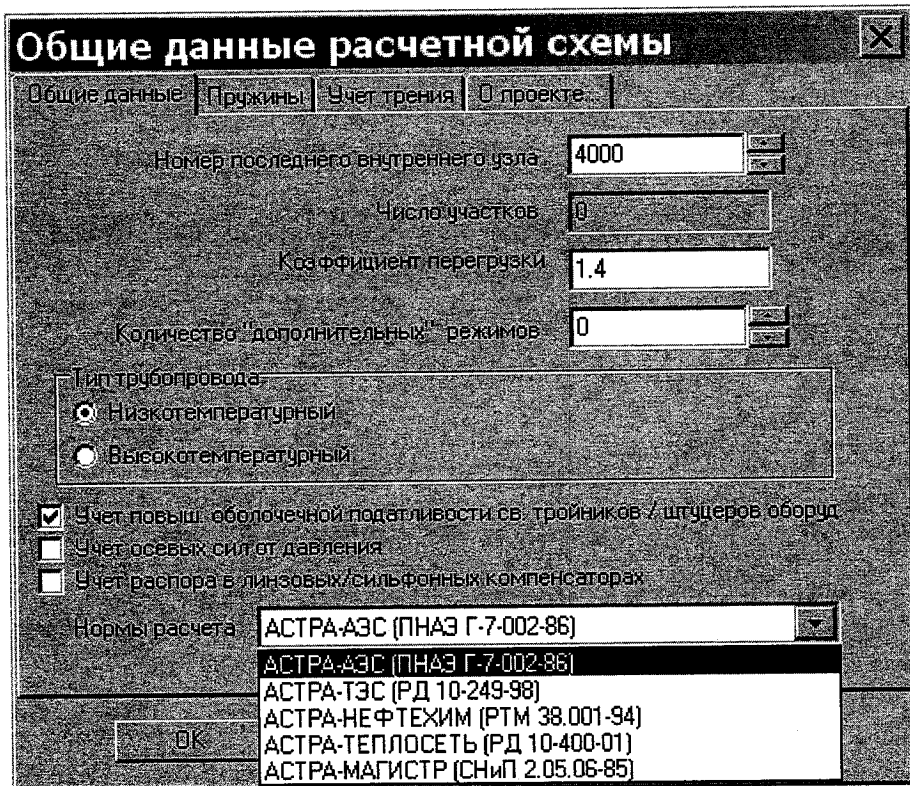 Общие данные расчетной схемы
Общие данные Пружины Учет трения О проекте...
Номер последнего внутреннего узла 4000
Число участков 0
Коэффициент перегрузки 1.4
Количество "дополнительных" режимов 0
Тип трубопровода
Низкотемпературный
Высокотемпературный
Учет повыш. оболочечной податливости св. тройников / штуцеров оборуд
Учет осевых сил от давления
Учет распора в линзовых/сильфонных компенсаторах
Нормы расчета АСТРА-АЭС (ПНАЭ Г-7-002-86)
АСТРА-АЭС (ПНАЭ Г-7-002-86)
АСТРА-ТЭС (РД 10-249-98)
АСТРА-НЕФТЕХИМ (РТМ 38.001-94)
OK
АСТРА-ТЕПЛОСЕТЬ (РД 10-400-01)
АСТРА-МАГИСТР (СНиП 2.05.06-85)